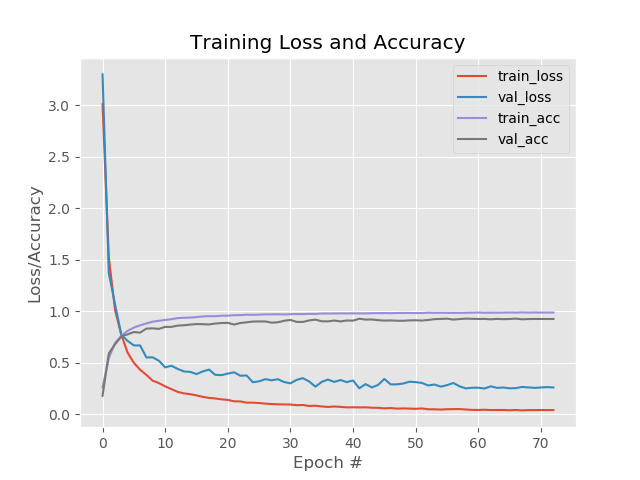 Training Loss and Accuracy
train_loss
val_loss
train_acc
val_acc
3.0
2.5
2.0
1.5
1.0
0.5
0.0
Loss/Accuracy
0 10 20 30 40 50 60 70
Epoch #